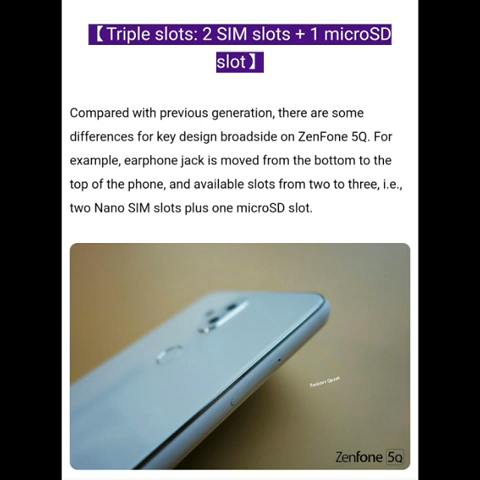 【Triple slots: 2 SIM slots + 1 microSD
slot】
Compared with previous generation, there are some
differences for key design broadside on ZenFone 5Q. For
example, earphone jack is moved from the bottom to the
top of the phone, and available slots from two to three, i.e.,
two Nano SIM slots plus one microSD slot.
Zenfone 5Q